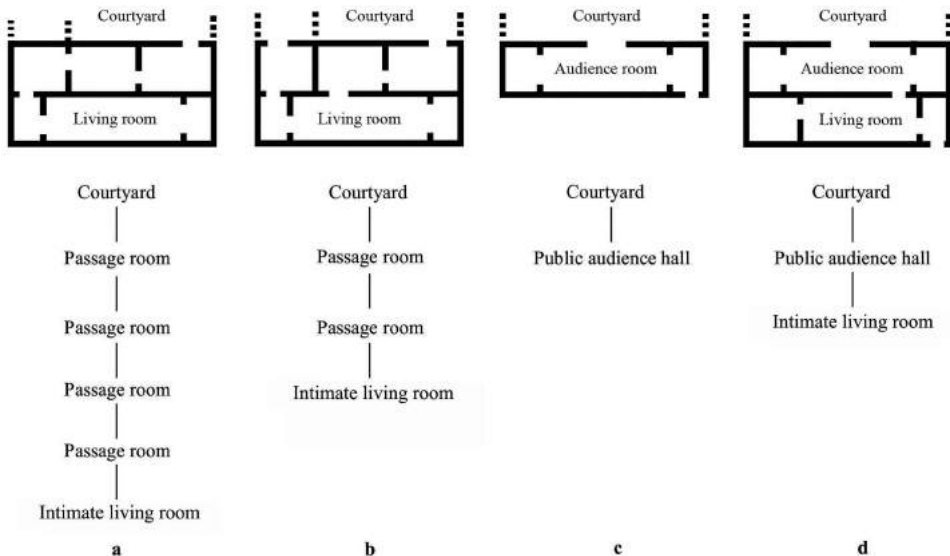 Courtyard
Courtyard
Courtyard
Courtyard
Audience room
Audience room
Living room
Living room
Living room
Courtyard
Passage room
Passage room
Passage room
Passage room
Intimate living room
a
Courtyard
Passage room
Passage room
Intimate living room
b
Courtyard
Public audience hall
c
Courtyard
Public audience hall
Intimate living room
d